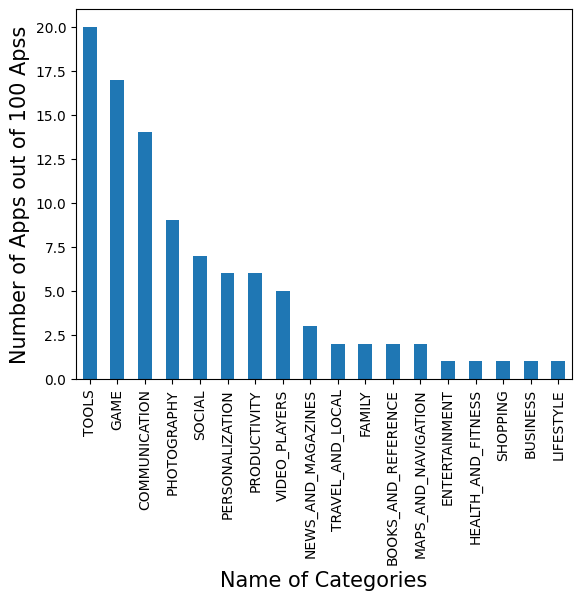 Number of Apps out of 100 Apss
20.0
17.5
15.0
12.5
10.0
7.5
5.0
2.5
0.0
TOOLS
GAME
COMMUNICATION
PHOTOGRAPHY
SOCIAL
PERSONALIZATION
PRODUCTIVITY
VIDEO_PLAYERS
NEWS_AND_MAGAZINES
TRAVEL_AND_LOCAL
FAMILY
BOOKS_AND_REFERENCE
MAPS_AND_NAVIGATION
ENTERTAINMENT
HEALTH_AND_FITNESS
SHOPPING
BUSINESS
LIFESTYLE
Name of Categories